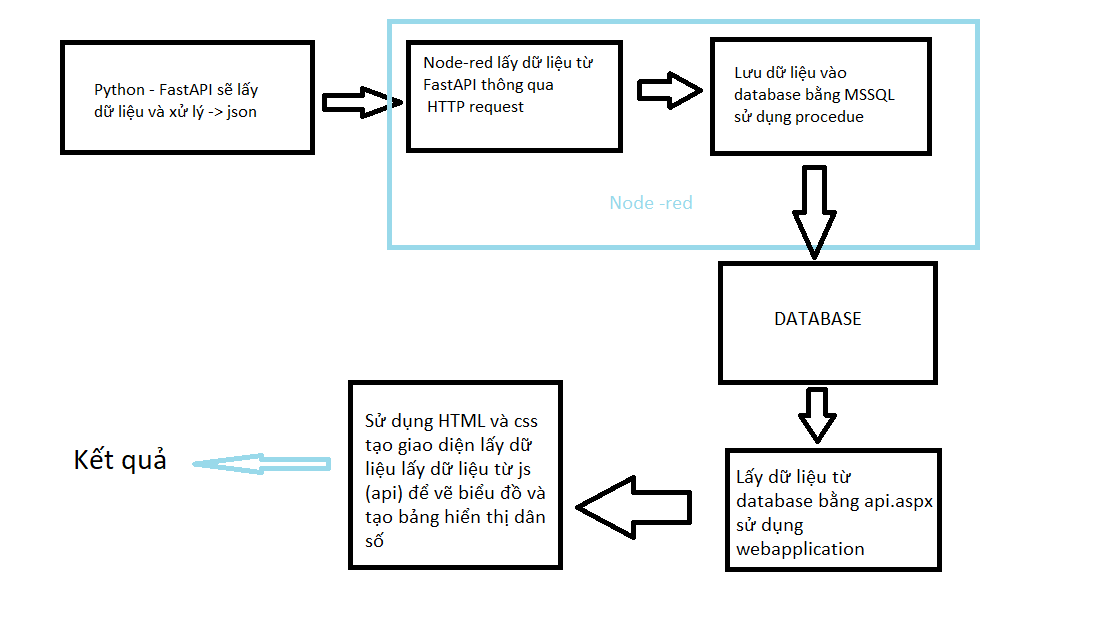 Python - FastAPI sẽ lấy
dữ liệu và xử lý -> json
Node-red lấy dữ liệu từ
FastAPI thông qua
HTTP request
Lưu dữ liệu vào
database bằng MSSQL
sử dụng procedue
Node -red
DATABASE
Lấy dữ liệu từ
database bằng api.aspx
sử dụng
webapplication
Sử dụng HTML và css
tạo giao diện lấy dữ
liệu lấy dữ liệu từ js
(api) để vẽ biểu đồ và
tạo bảng hiển thị dân
số
Kết quả